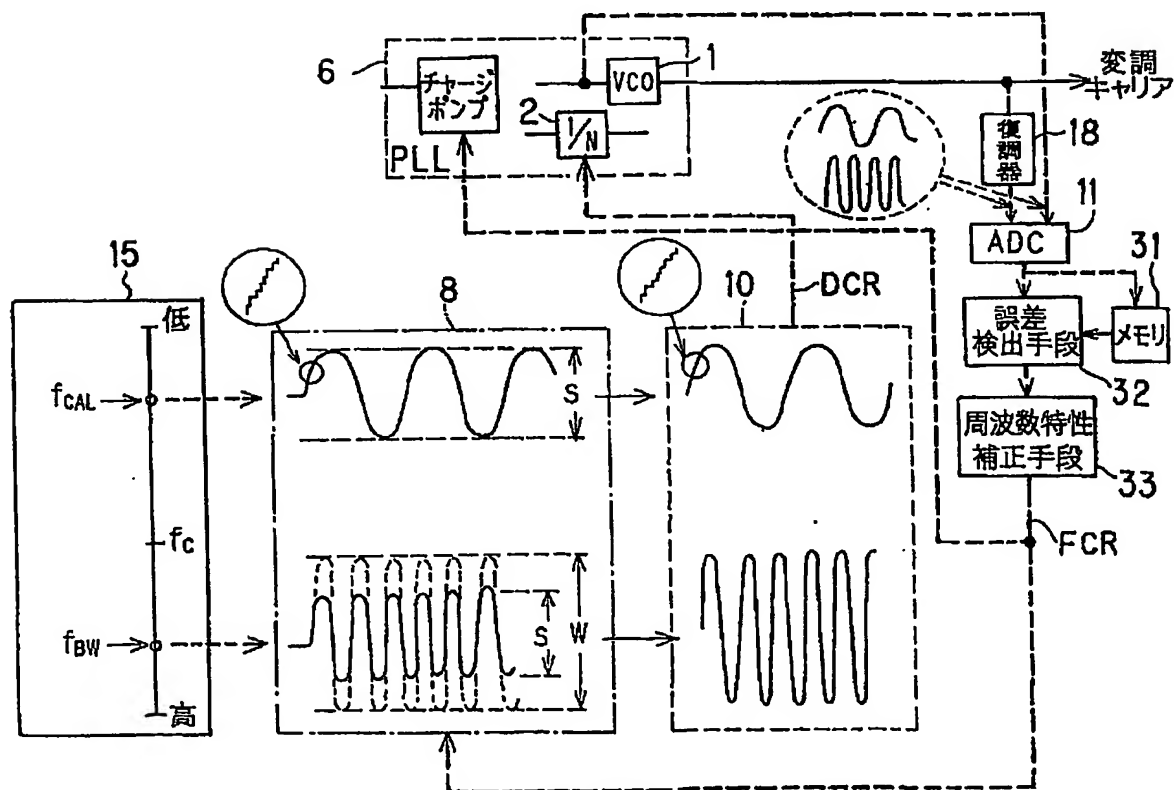 6
チャージ
ポンプ
PLL
2
1/N
1
VCO
変調
キャリア
復
調
器
18
ADC
11
31
メモリ
誤差
検出手段
32
周波数特性
補正手段
33
FCR
DCR
15
低
fCAL
fC
fBW
高
8
S
S
W
10